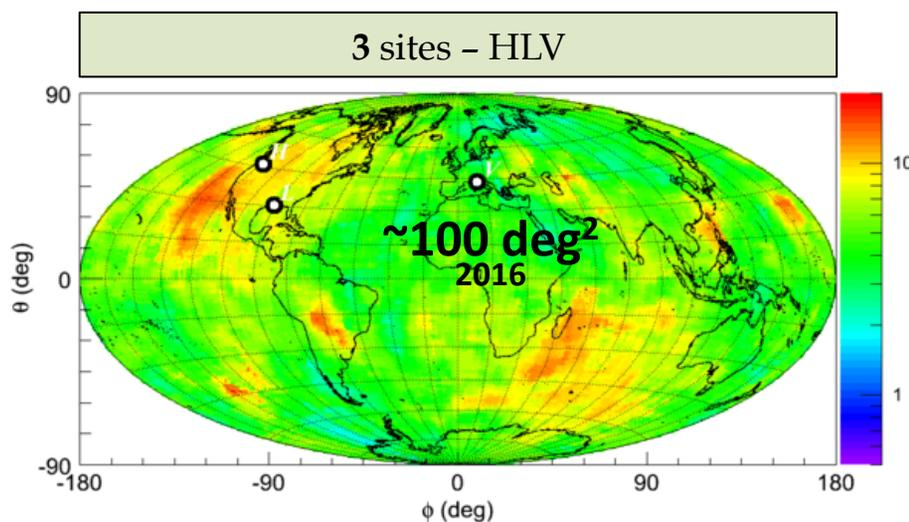 3 sites – HLV
90
10
H
L
V
~100 deg²
2016
θ (deg)
0
1
-90
-180
-90
0
90
180
ϕ (deg)